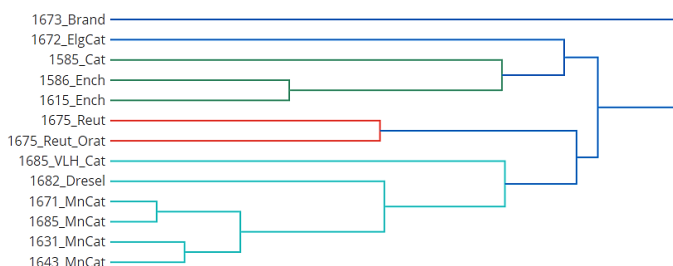 1673_Brand
1672_ElgCat
1585_Cat
1586_Ench
1615_Ench
1675_Reut
1675_Reut_Orat
1685_VLH_Cat
1682_Dresel
1671_MnCat
1685_MnCat
1631_MnCat
1643_MnCat